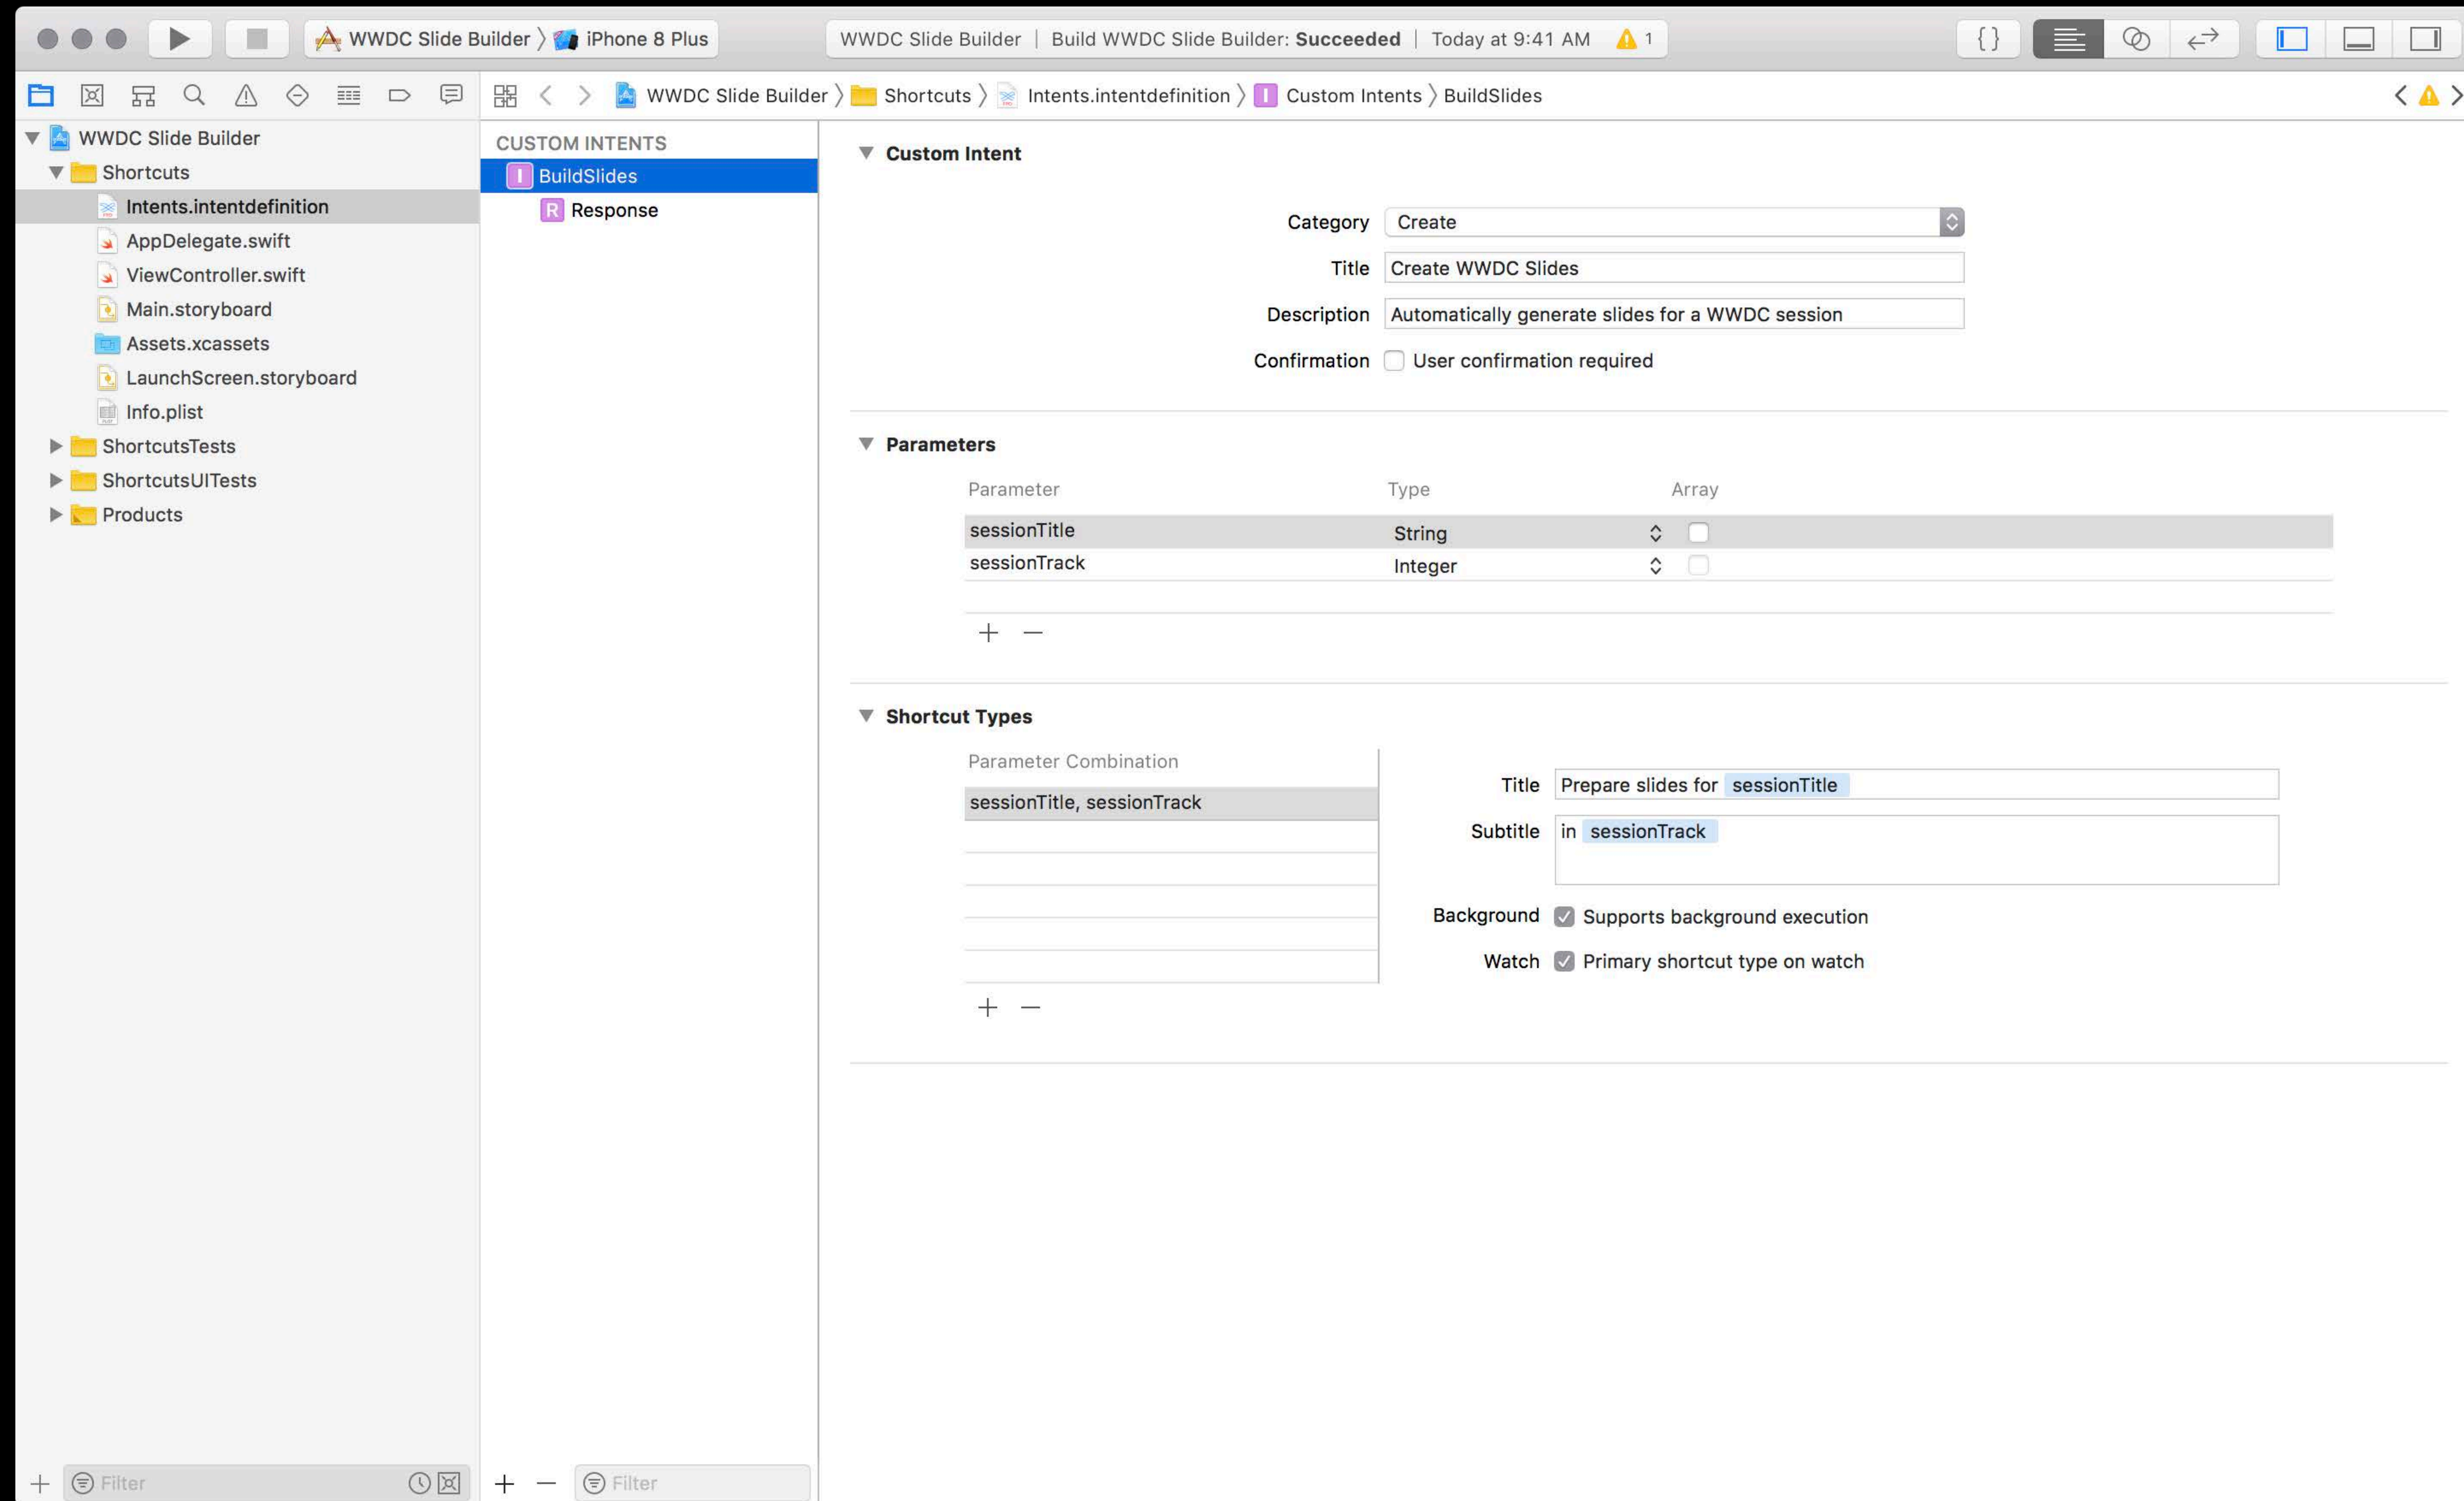 WWDC Slide Builder 〉 iPhone 8 Plus
WWDC Slide Builder | Build WWDC Slide Builder: Succeeded | Today at 9:41 AM 1
{ }
WWDC Slide Builder 〉 Shortcuts 〉 Intents.intentdefinition 〉 I Custom Intents 〉 BuildSlides
WWDC Slide Builder
Shortcuts
Intents.intentdefinition
AppDelegate.swift
ViewController.swift
Main.storyboard
Assets.xcassets
LaunchScreen.storyboard
Info.plist
ShortcutsTests
ShortcutsUITests
Products
Filter
CUSTOM INTENTS
I BuildSlides
R Response
Filter
Custom Intent
Category Create
Title Create WWDC Slides
Description Automatically generate slides for a WWDC session
Confirmation User confirmation required
Parameters
Parameter Type Array
sessionTitle String
sessionTrack Integer
Shortcut Types
Parameter Combination
sessionTitle, sessionTrack
Title Prepare slides for sessionTitle
Subtitle in sessionTrack
Background Supports background execution
Watch Primary shortcut type on watch